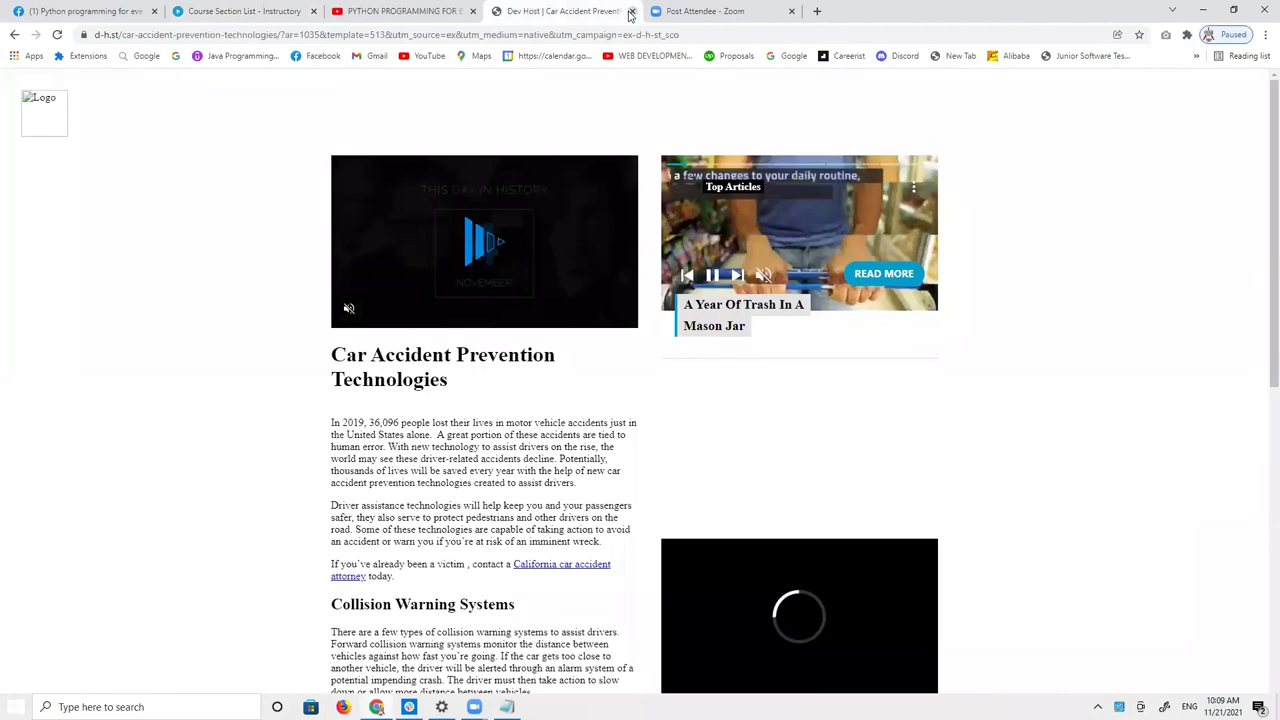 (1) Python programming for eve
Course Section List - Instructory
PYTHON PROGRAMMING FOR E
Dev Host | Car Accident Preventi
Post Attendee - Zoom
d-h.st/car-accident-prevention-technologies/?ar=1035&template=513&utm_source=ex&utm_medium=native&utm_campaign=ex-d-h-st_sco
Paused
Apps
Extensions
Google
Java Programming...
Facebook
Gmail
YouTube
Maps
https://calendar.go...
WEB DEVELOPMEN...
Proposals
Google
Careerist
Discord
New Tab
Alibaba
Junior Software Tes...
Reading list
Logo
THIS DAY IN HISTORY
NOVEMBER
a few changes to your daily routine,
Top Articles
READ MORE
A Year Of Trash In A
Mason Jar
Car Accident Prevention
Technologies
In 2019, 36,096 people lost their lives in motor vehicle accidents just in
the United States alone.  A great portion of these accidents are tied to
human error. With new technology to assist drivers on the rise, the
world may see these driver-related accidents decline. Potentially,
thousands of lives will be saved every year with the help of new car
accident prevention technologies created to assist drivers.
Driver assistance technologies will help keep you and your passengers
safer, they also serve to protect pedestrians and other drivers on the
road. Some of these technologies are capable of taking action to avoid
an accident or warn you if you're at risk of an imminent wreck.
If you've already been a victim , contact a California car accident
attorney today.
Collision Warning Systems
There are a few types of collision warning systems to assist drivers.
Forward collision warning systems monitor the distance between
vehicles against how fast you're going. If the car gets too close to
another vehicle, the driver will be alerted through an alarm system of a
potential impending crash. The driver must then take action to slow
down or allow more distance between vehicles.
Type here to search
ENG
10:09 AM
11/21/2021
2